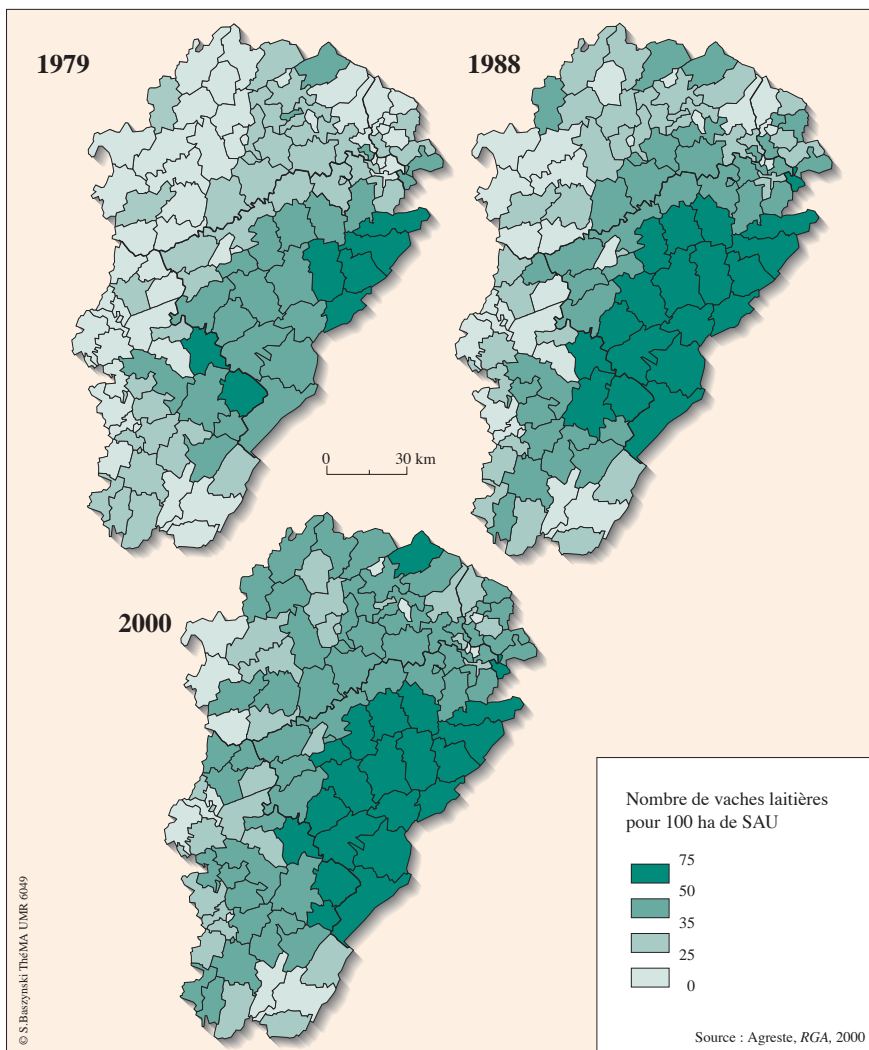 1979
1988
0 30 km
2000
Nombre de vaches laitières
pour 100 ha de SAU
75
50
35
25
0
© S.Baszynski ThéMA UMR 6049
Source : Agreste, RGA, 2000